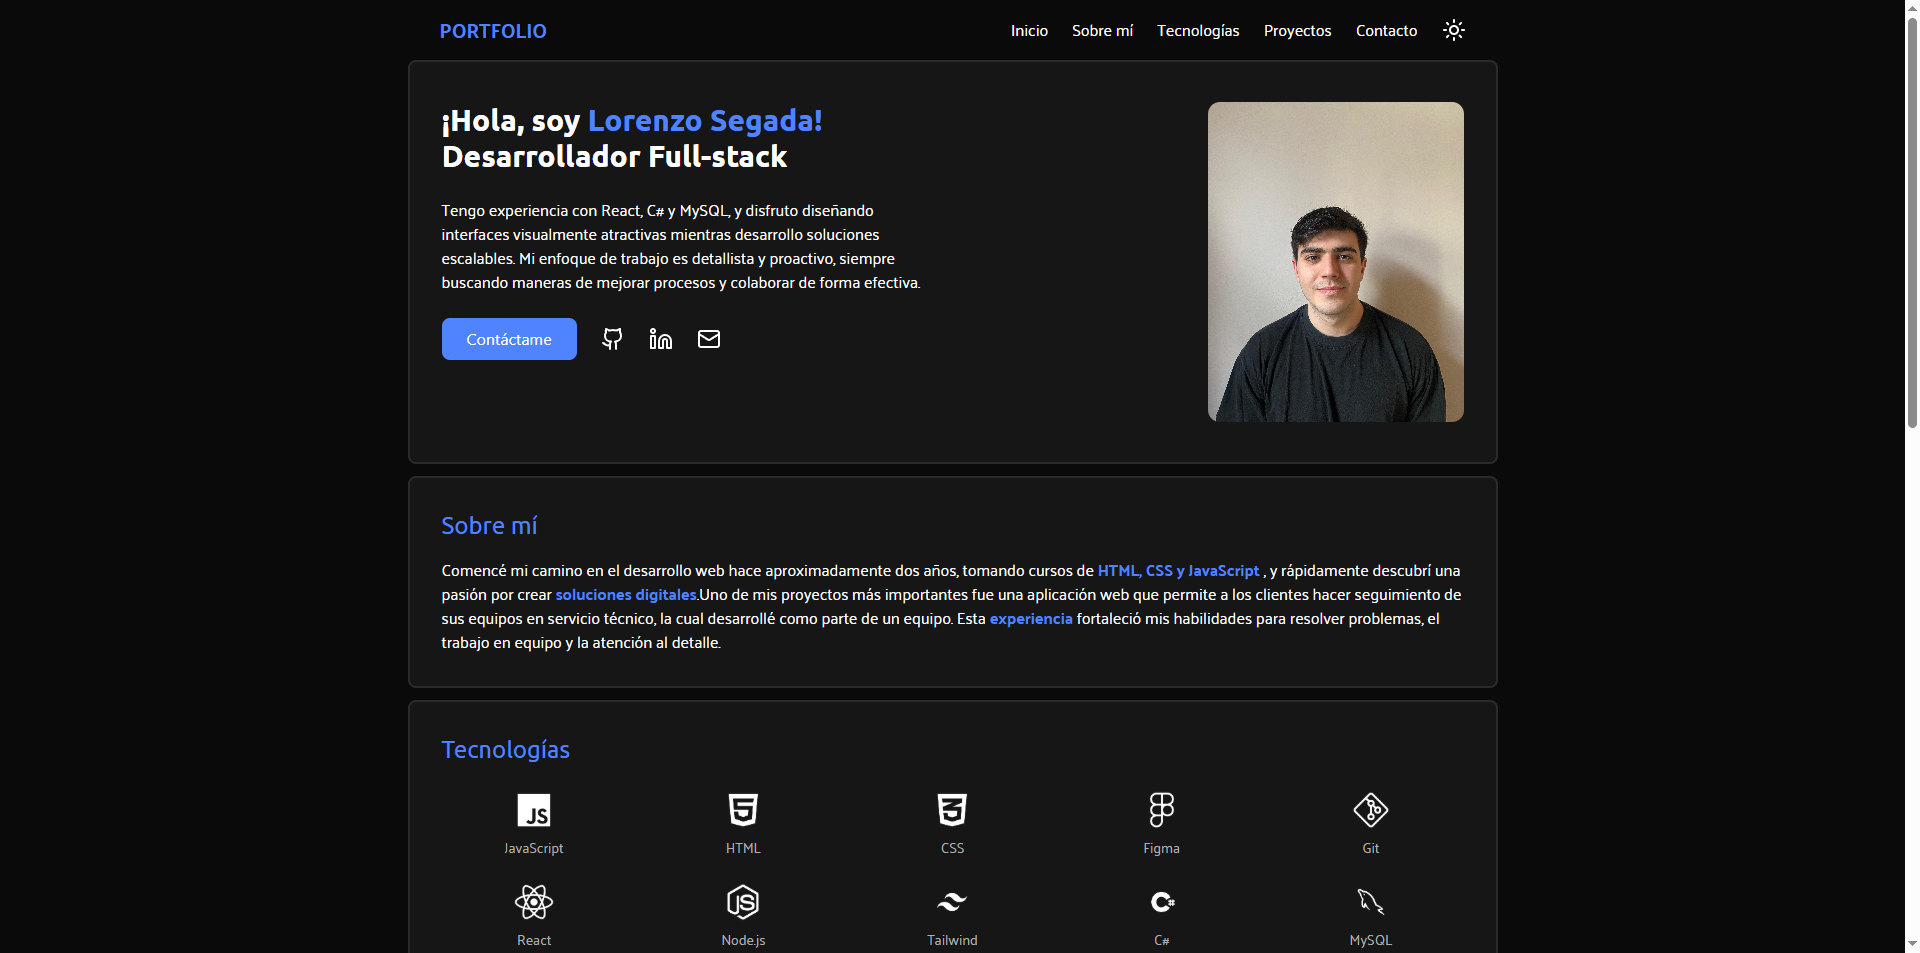 PORTFOLIO
Inicio Sobre mí Tecnologías Proyectos Contacto
¡Hola, soy Lorenzo Segada!
Desarrollador Full-stack
Tengo experiencia con React, C# y MySQL, y disfruto diseñando
interfaces visualmente atractivas mientras desarrollo soluciones
escalables. Mi enfoque de trabajo es detallista y proactivo, siempre
buscando maneras de mejorar procesos y colaborar de forma efectiva.
Contáctame
Sobre mí
Comencé mi camino en el desarrollo web hace aproximadamente dos años, tomando cursos de HTML, CSS y JavaScript , y rápidamente descubrí una
pasión por crear soluciones digitales.Uno de mis proyectos más importantes fue una aplicación web que permite a los clientes hacer seguimiento de
sus equipos en servicio técnico, la cual desarrollé como parte de un equipo. Esta experiencia fortaleció mis habilidades para resolver problemas, el
trabajo en equipo y la atención al detalle.
Tecnologías
JavaScript HTML CSS Figma Git
React Node.js Tailwind C# MySQL